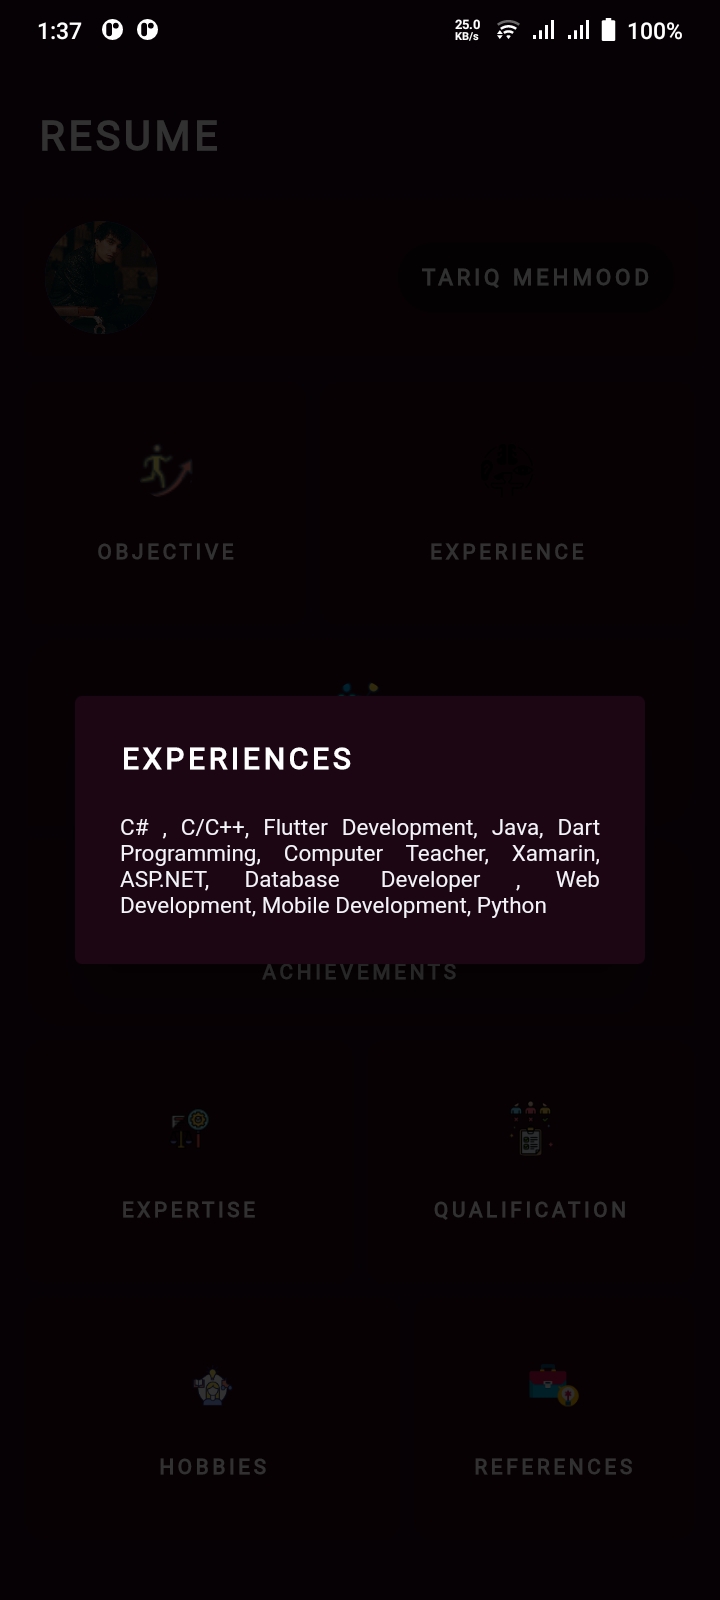 1:37
25.0
KB/s
100%
RESUME
TARIQ MEHMOOD
OBJECTIVE
EXPERIENCE
EXPERIENCES
C# , C/C++, Flutter Development, Java, Dart
Programming, Computer Teacher, Xamarin,
ASP.NET, Database Developer , Web
Development, Mobile Development, Python
ACHIEVEMENTS
EXPERTISE
QUALIFICATION
HOBBIES
REFERENCES